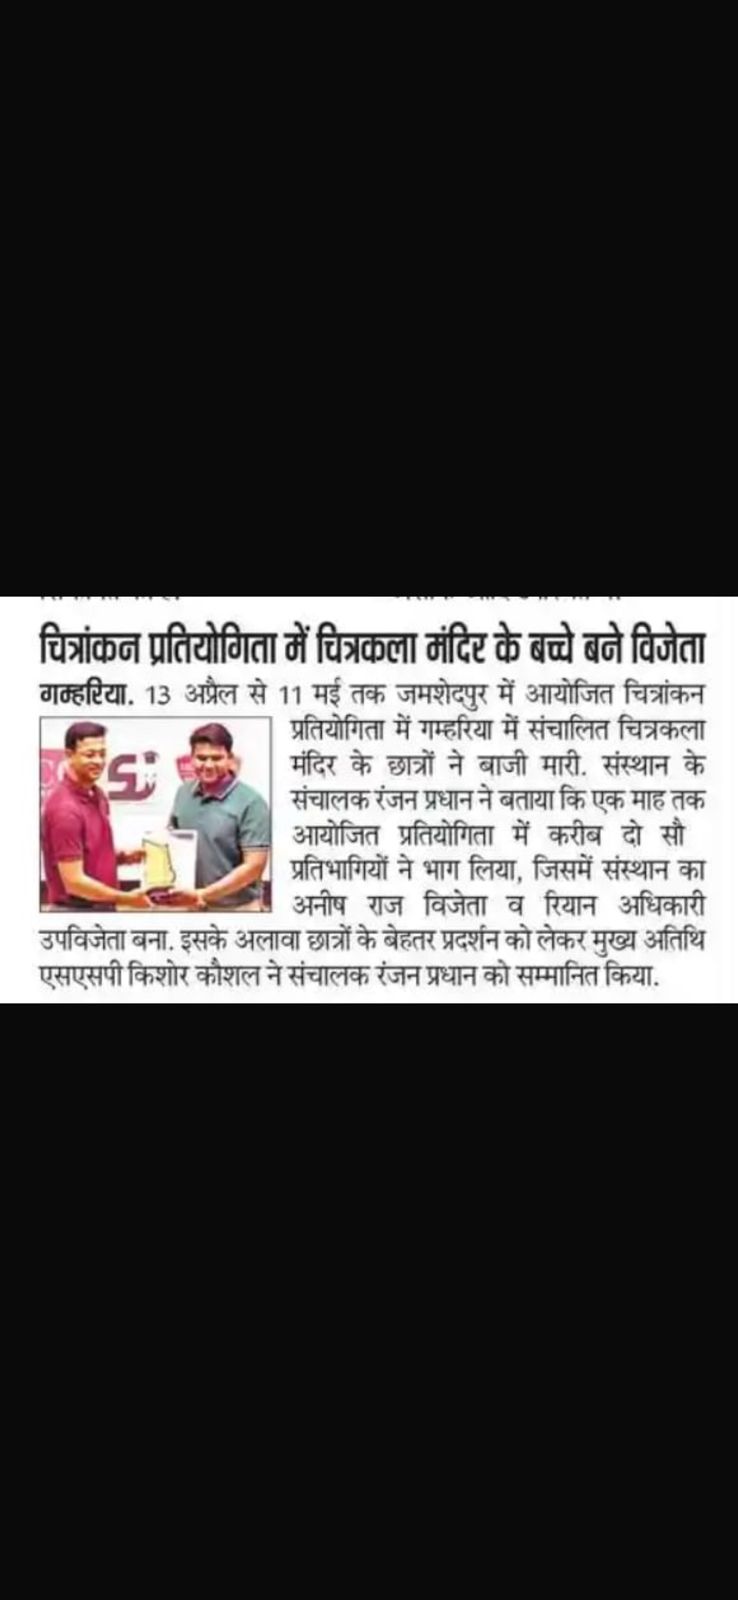 चित्रांकन प्रतियोगिता में चित्रकला मंदिर के बच्चे बने विजेता
गम्हरिया. 13 अप्रैल से 11 मई तक जमशेदपुर में आयोजित चित्रांकन
प्रतियोगिता में गम्हरिया में संचालित चित्रकला
मंदिर के छात्रों ने बाजी मारी. संस्थान के
संचालक रंजन प्रधान ने बताया कि एक माह तक
आयोजित प्रतियोगिता में करीब दो सौ
प्रतिभागियों ने भाग लिया, जिसमें संस्थान का
अनीष राज विजेता व रियान अधिकारी
उपविजेता बना. इसके अलावा छात्रों के बेहतर प्रदर्शन को लेकर मुख्य अतिथि
एसएसपी किशोर कौशल ने संचालक रंजन प्रधान को सम्मानित किया.